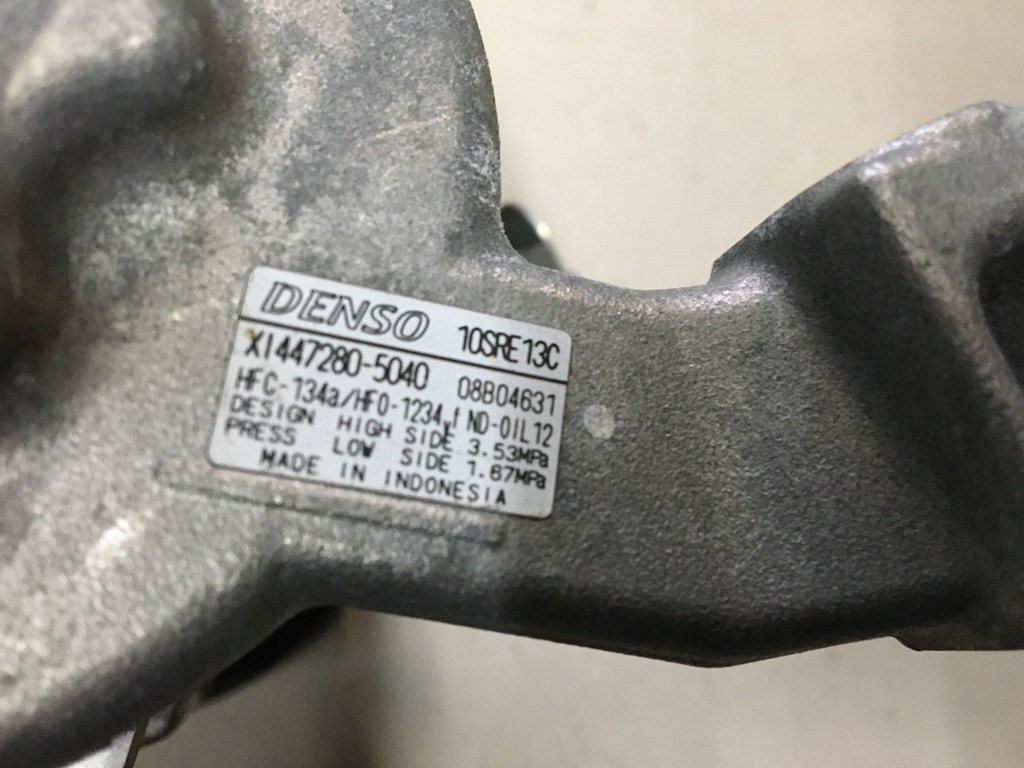 DENSO 10SRE13C
XI447280-5040 08B04631
HFC-134a/HFO-1234yf ND-OIL12
DESIGN HIGH SIDE 3.53MPa
PRESS LOW SIDE 1.67MPa
MADE IN INDONESIA